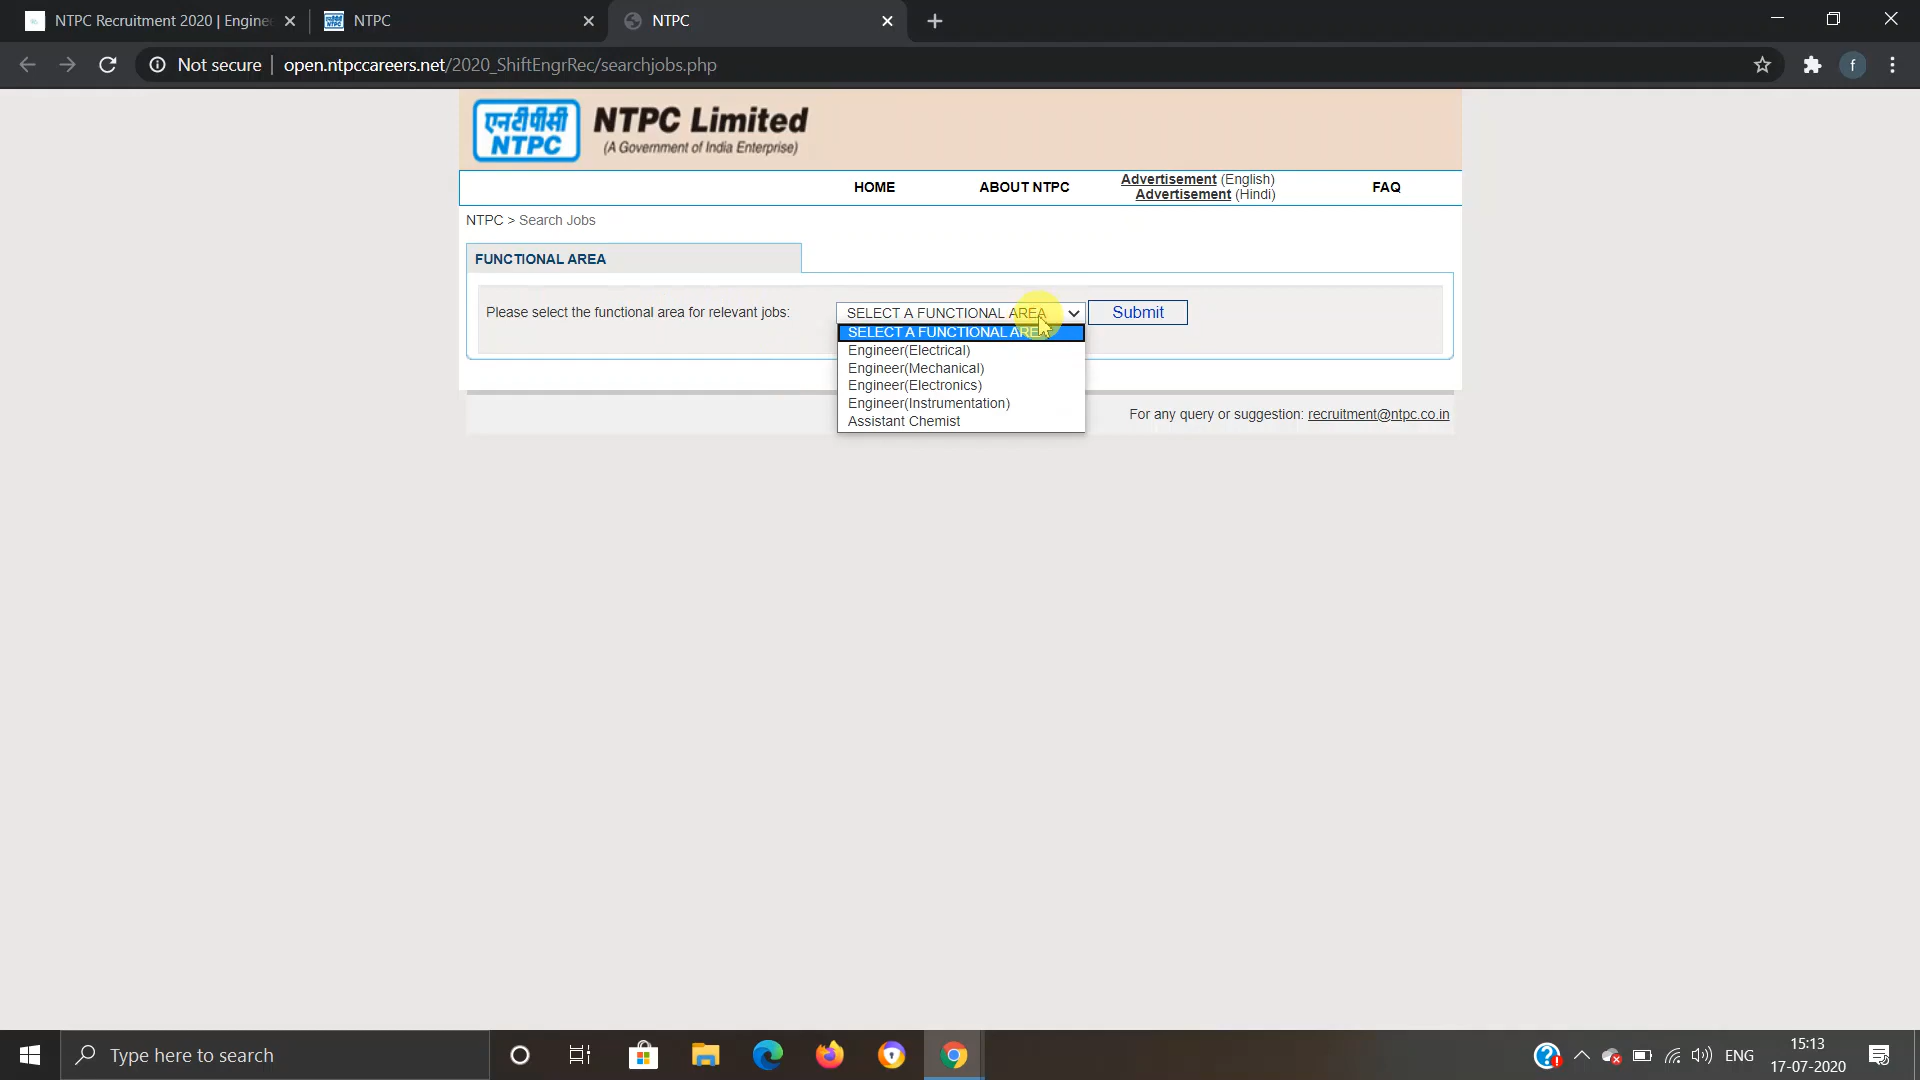 NTPC Recruitment 2020 | Enginee
NTPC
NTPC
Not secure
open.ntpccareers.net/2020_ShiftEngrRec/searchjobs.php
f
एनटीपीसी
NTPC
NTPC Limited
(A Government of India Enterprise)
HOME
ABOUT NTPC
Advertisement (English)
Advertisement (Hindi)
FAQ
NTPC > Search Jobs
FUNCTIONAL AREA
Please select the functional area for relevant jobs:
SELECT A FUNCTIONAL AREA
Submit
SELECT A FUNCTIONAL AREA
Engineer(Electrical)
Engineer(Mechanical)
Engineer(Electronics)
Engineer(Instrumentation)
Assistant Chemist
For any query or suggestion: recruitment@ntpc.co.in
Type here to search
ENG
15:13
17-07-2020